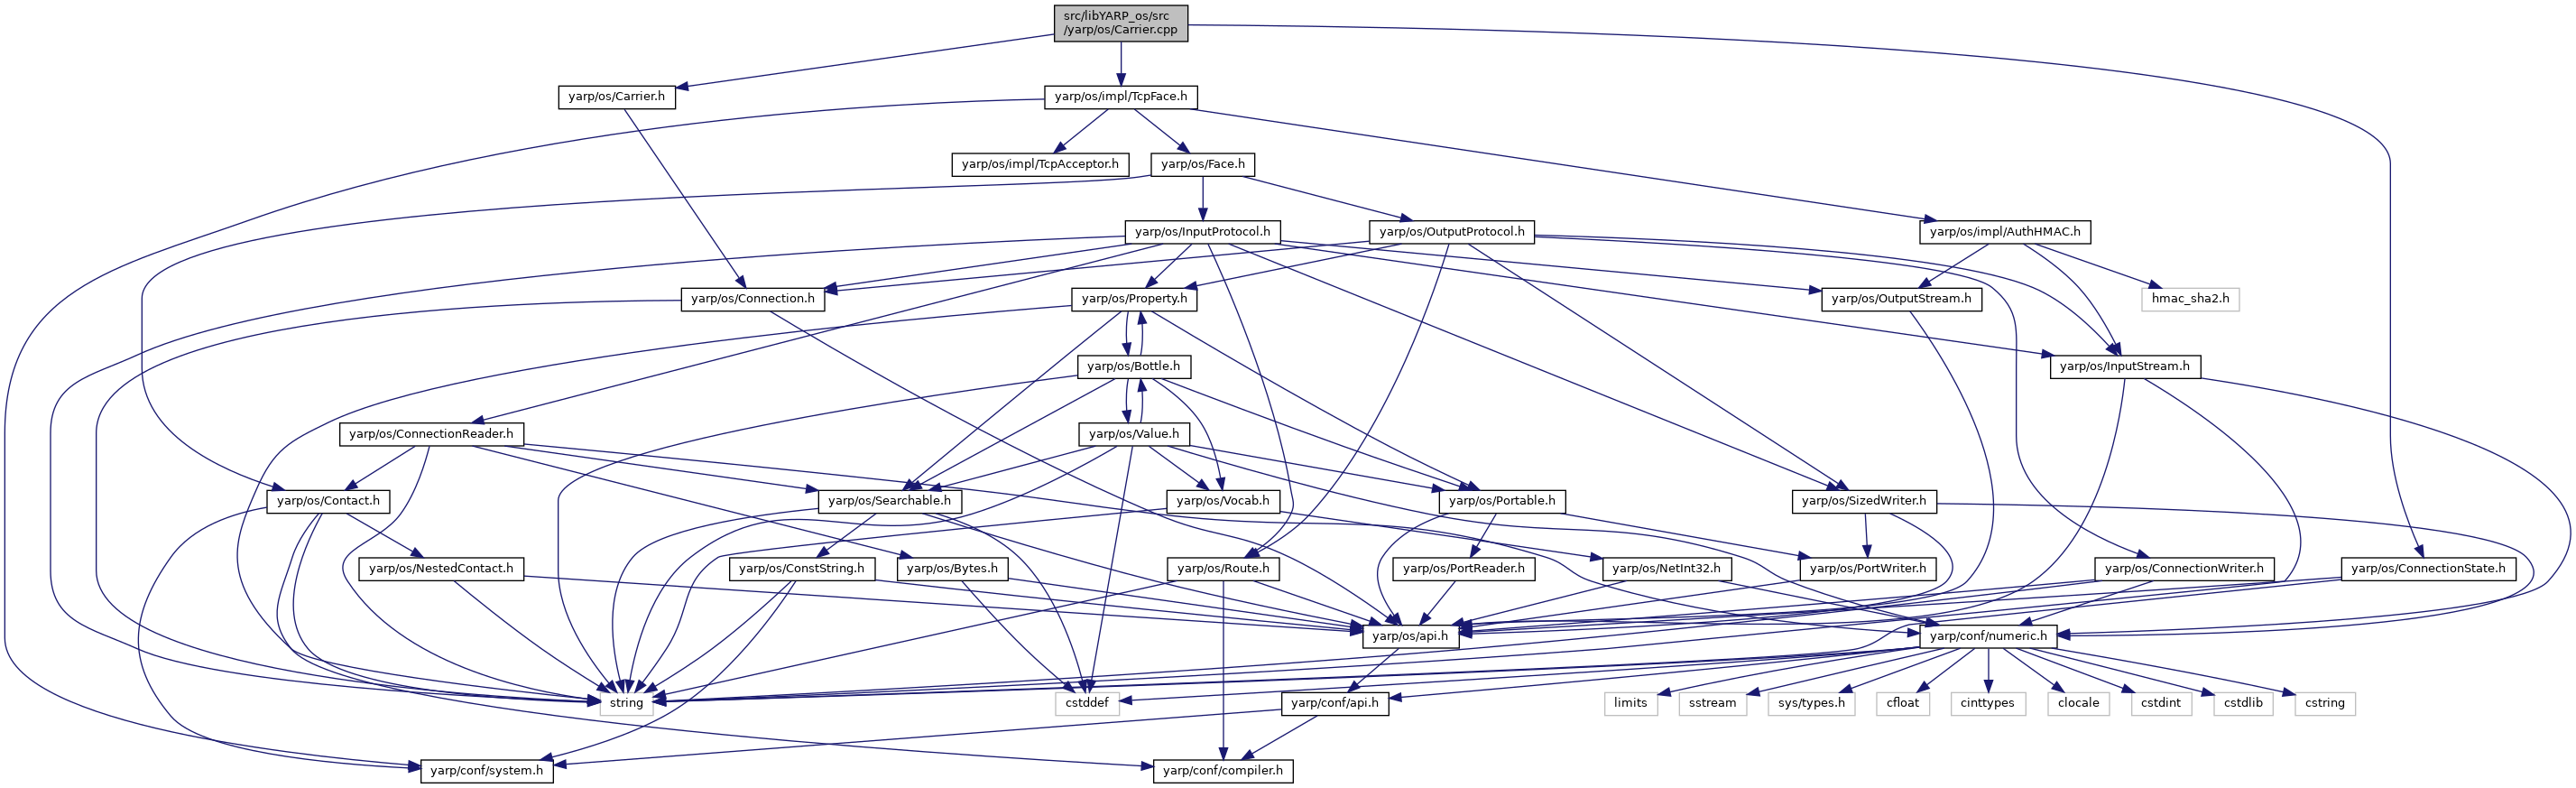 src/libYARP_os/src
/yarp/os/Carrier.cpp
yarp/os/Carrier.h
yarp/os/impl/TcpFace.h
yarp/os/impl/TcpAcceptor.h
yarp/os/Face.h
yarp/os/InputProtocol.h
yarp/os/OutputProtocol.h
yarp/os/impl/AuthHMAC.h
yarp/os/Connection.h
yarp/os/Property.h
yarp/os/OutputStream.h
hmac_sha2.h
yarp/os/Bottle.h
yarp/os/InputStream.h
yarp/os/ConnectionReader.h
yarp/os/Value.h
yarp/os/Contact.h
yarp/os/Searchable.h
yarp/os/Vocab.h
yarp/os/Portable.h
yarp/os/SizedWriter.h
yarp/os/NestedContact.h
yarp/os/ConstString.h
yarp/os/Bytes.h
yarp/os/Route.h
yarp/os/PortReader.h
yarp/os/NetInt32.h
yarp/os/PortWriter.h
yarp/os/ConnectionWriter.h
yarp/os/ConnectionState.h
yarp/os/api.h
yarp/conf/numeric.h
string
cstddef
yarp/conf/api.h
limits
sstream
sys/types.h
cfloat
cinttypes
clocale
cstdint
cstdlib
cstring
yarp/conf/system.h
yarp/conf/compiler.h